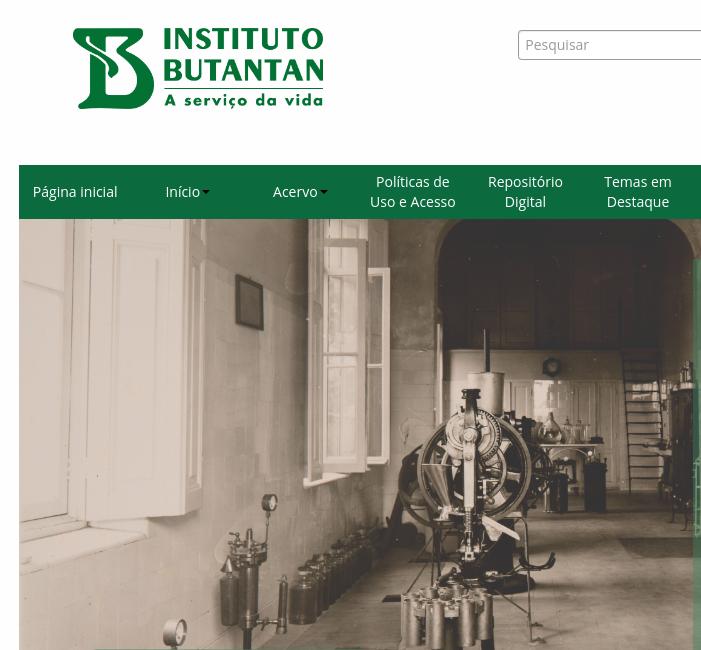 INSTITUTO
BUTANTAN
A serviço da vida
Pesquisar
Página inicial
Início
Acervo
Políticas de
Uso e Acesso
Repositório
Digital
Temas em
Destaque